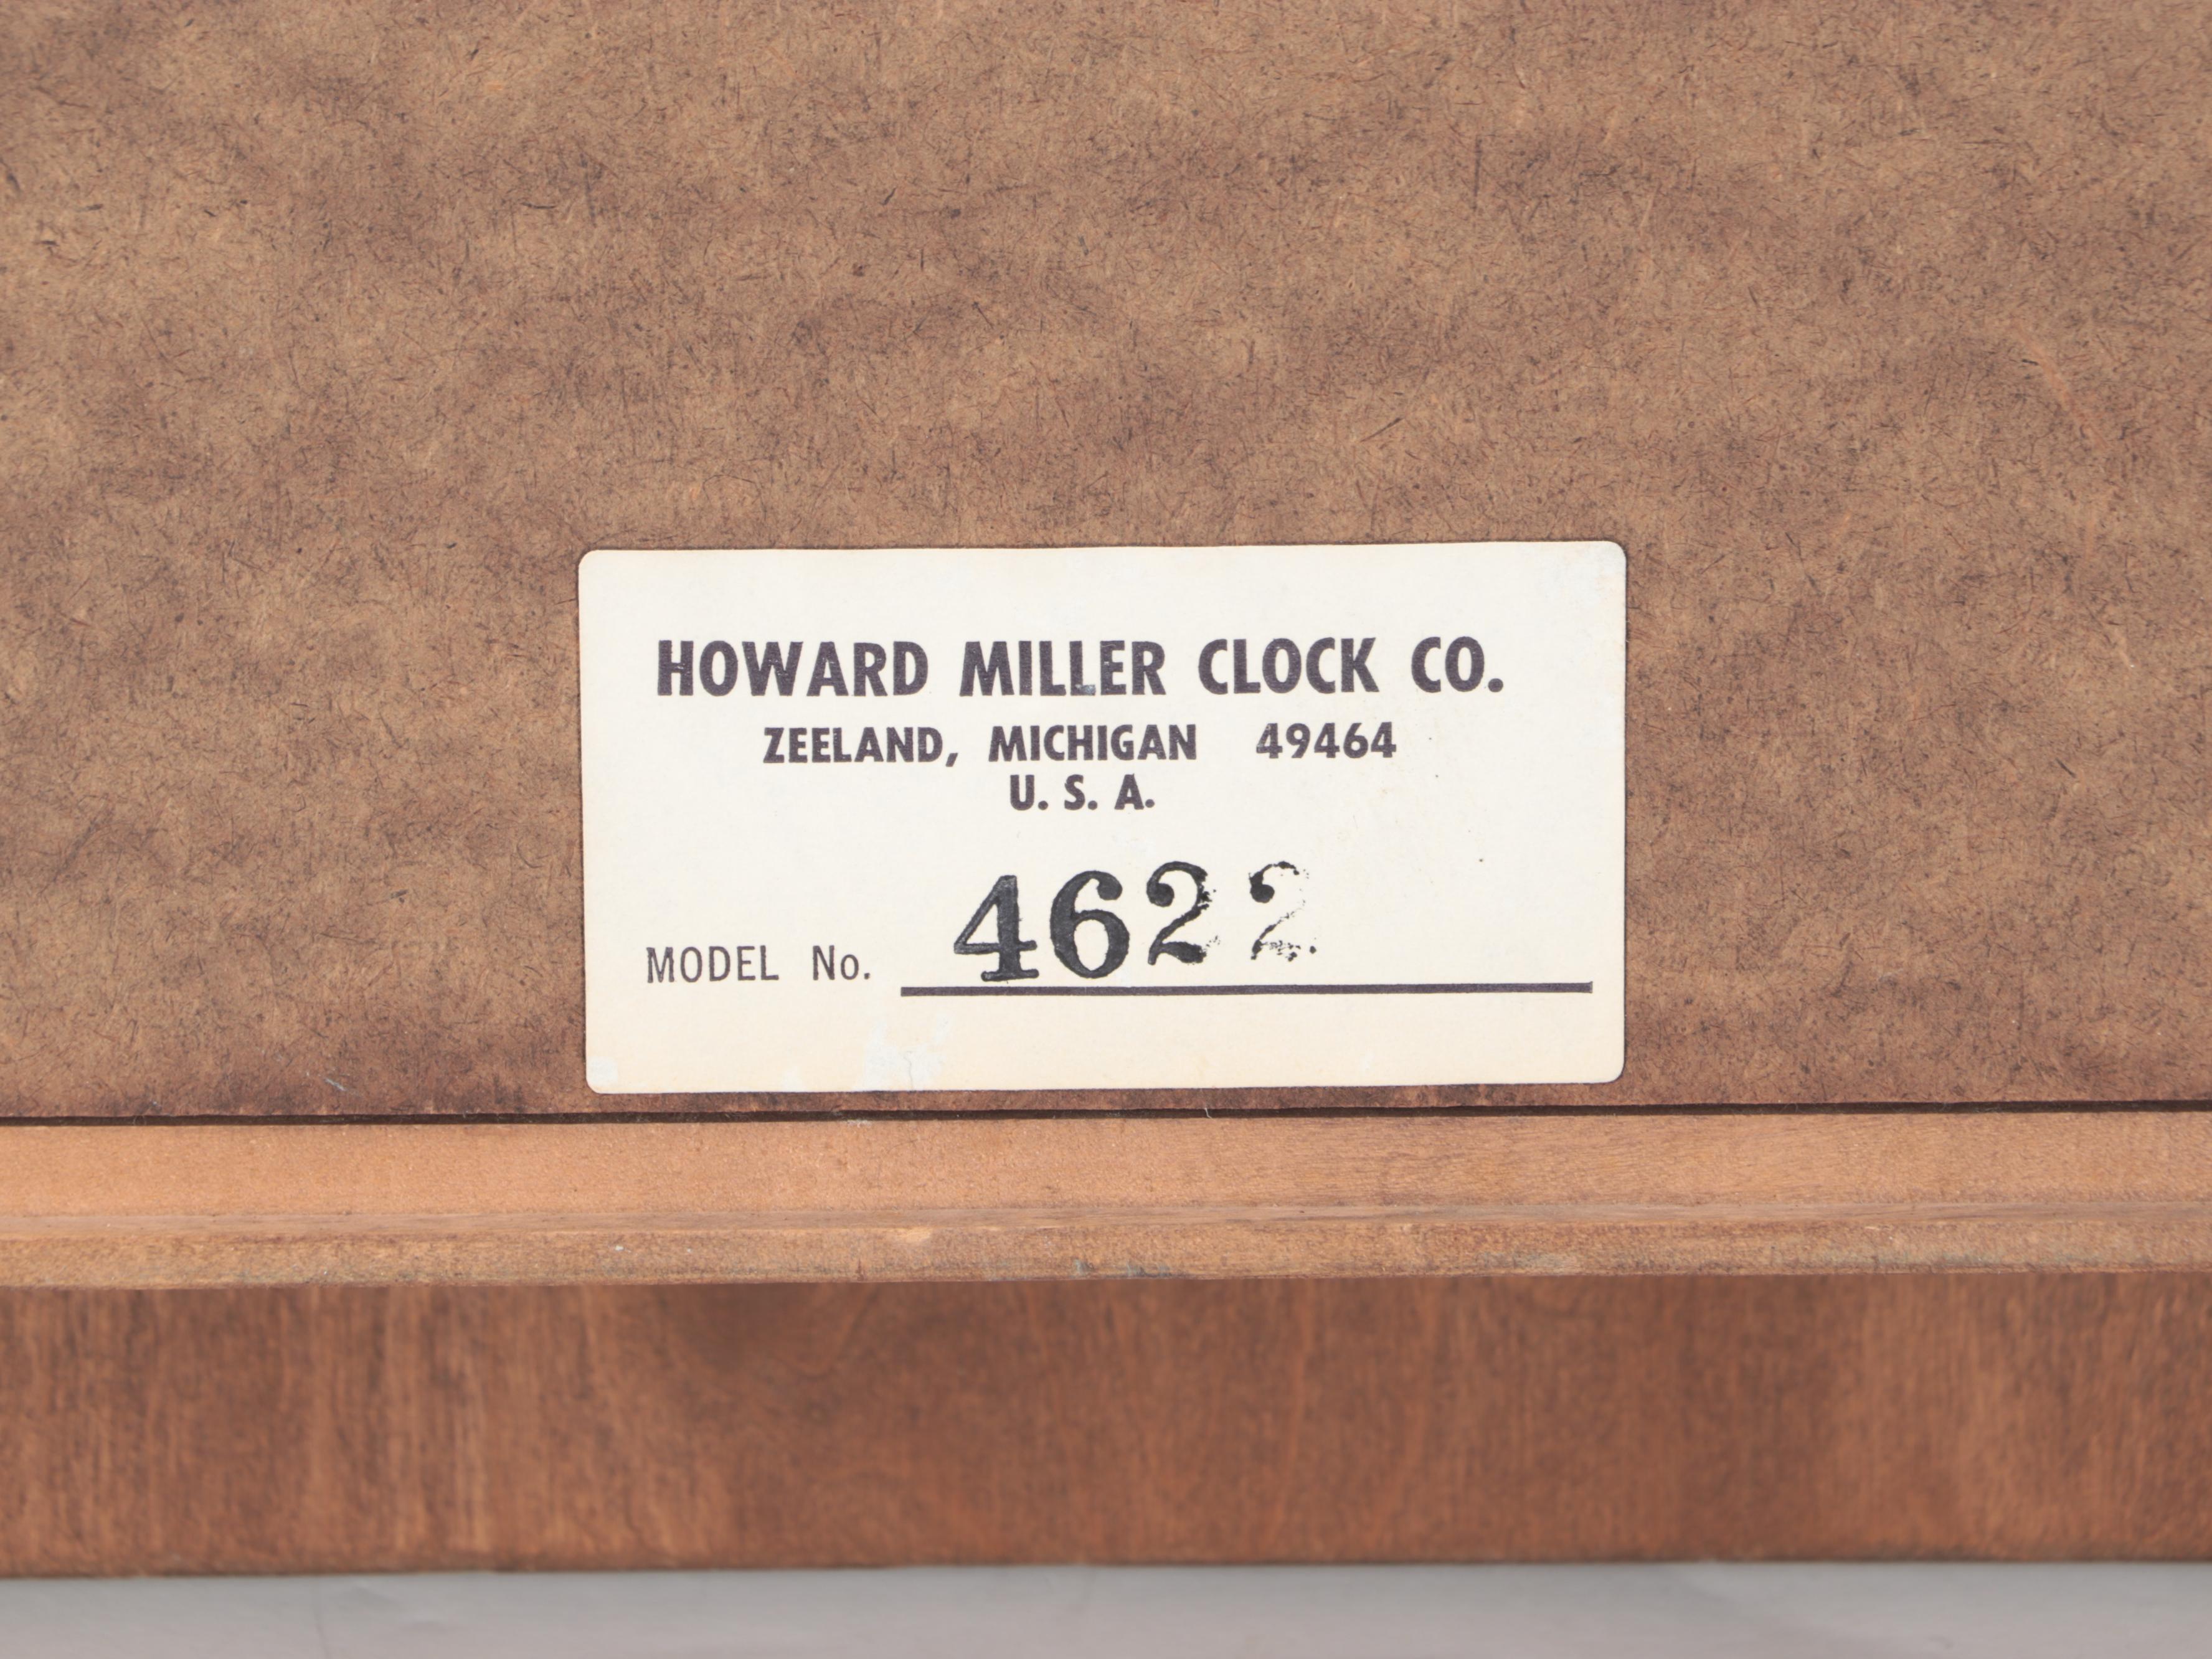 HOWARD MILLER CLOCK CO.
ZEELAND, MICHIGAN 49464
U. S. A.
MODEL No. 4622